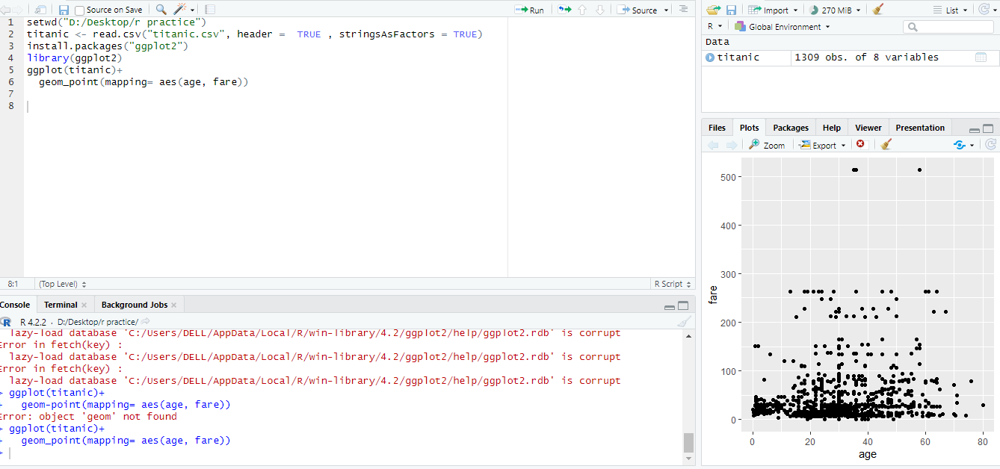 Source on Save
Run
Source
1 setwd("D:/Desktop/r practice")
2 titanic <- read.csv("titanic.csv", header =  TRUE , stringsAsFactors = TRUE)
3 install.packages("ggplot2")
4 library(ggplot2)
5 ggplot(titanic)+
6   geom_point(mapping= aes(age, fare))
7
8
8:1 (Top Level) R Script
Console Terminal Background Jobs
R 4.2.2 · D:/Desktop/r practice/
lazy-load database 'C:/Users/DELL/AppData/Local/R/win-library/4.2/ggplot2/help/ggplot2.rdb' is corrupt
Error in fetch(key) :
lazy-load database 'C:/Users/DELL/AppData/Local/R/win-library/4.2/ggplot2/help/ggplot2.rdb' is corrupt
Error in fetch(key) :
lazy-load database 'C:/Users/DELL/AppData/Local/R/win-library/4.2/ggplot2/help/ggplot2.rdb' is corrupt
> ggplot(titanic)+
+   geom-point(mapping= aes(age, fare))
Error: object 'geom' not found
> ggplot(titanic)+
+   geom_point(mapping= aes(age, fare))
>
Import 270 MiB List
R Global Environment
Data
titanic 1309 obs. of 8 variables
Files Plots Packages Help Viewer Presentation
Zoom Export
fare
500
400
300
200
100
0
0 20 40 60 80
age